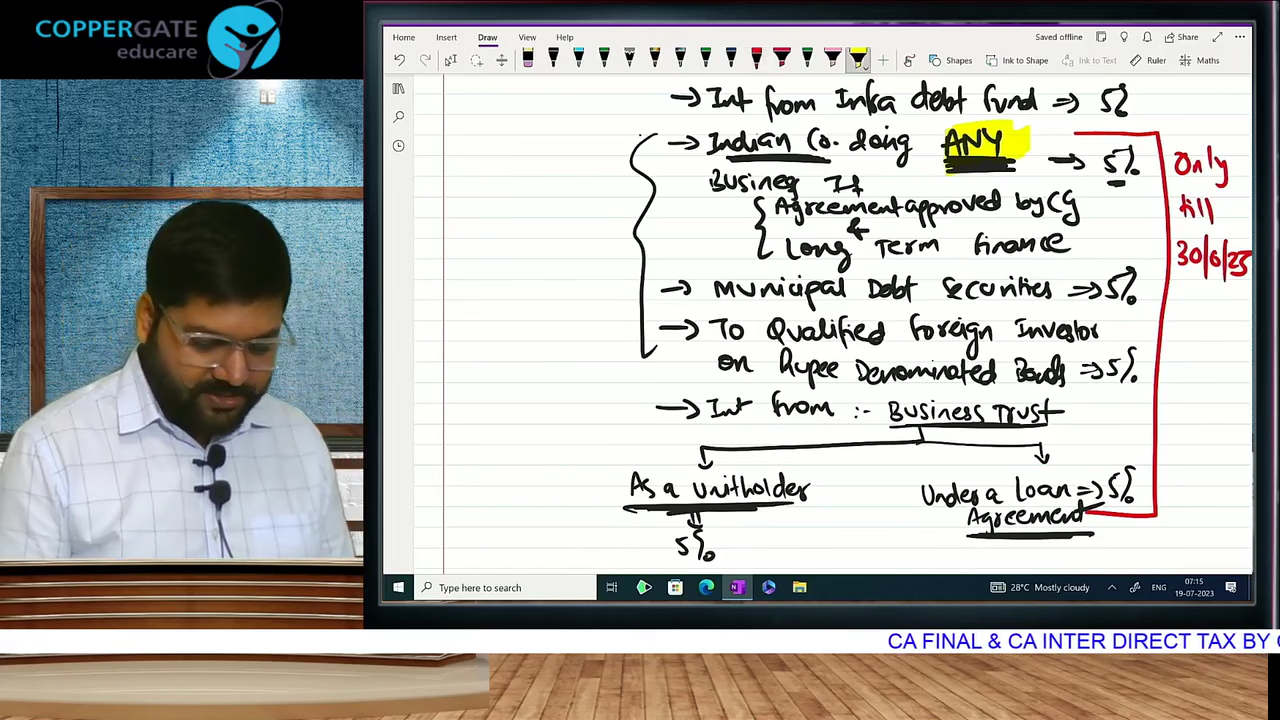 COPPERGATE
educare
Home Insert Draw View Help
Saved offline
Share
Shapes
Ink to Shape
Ink to Text
Ruler
Maths
→ Int from Infra debt fund ⇒ 5%
→ Indian Co. doing ANY → 5%
Business If
Agreement approved by CG
&
Long Term finance
→ Municipal Debt Securities ⇒ 5%
→ To Qualified Foreign Investor
on Rupee Denominated Bonds ⇒ 5%
→ Int from :- Business Trust
As a Unitholder
5%
Under a Loan ⇒ 5%
Agreement
Only
till
30/6/23
Type here to search
28°C Mostly cloudy
ENG
07:15
19-07-2023
CA FINAL & CA INTER DIRECT TAX BY